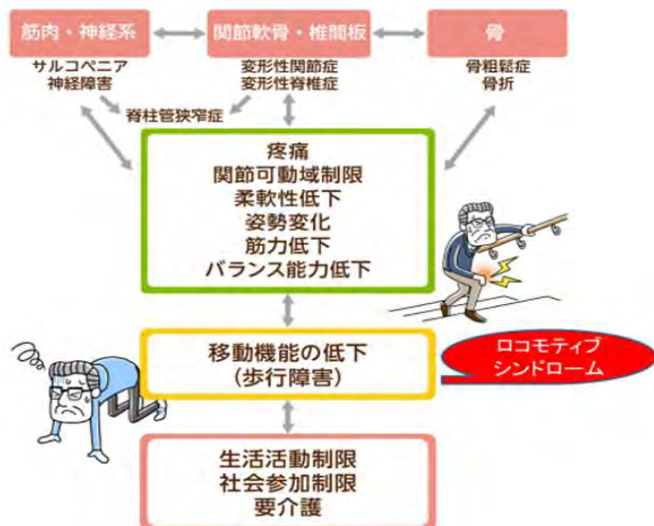 筋肉・神経系
関節軟骨・椎間板
骨
サルコペニア
神経障害
変形性関節症
変形性脊椎症
骨粗鬆症
骨折
脊柱管狭窄症
疼痛
関節可動域制限
柔軟性低下
姿勢変化
筋力低下
バランス能力低下
移動機能の低下
(歩行障害)
ロコモティブ
シンドローム
生活活動制限
社会参加制限
要介護